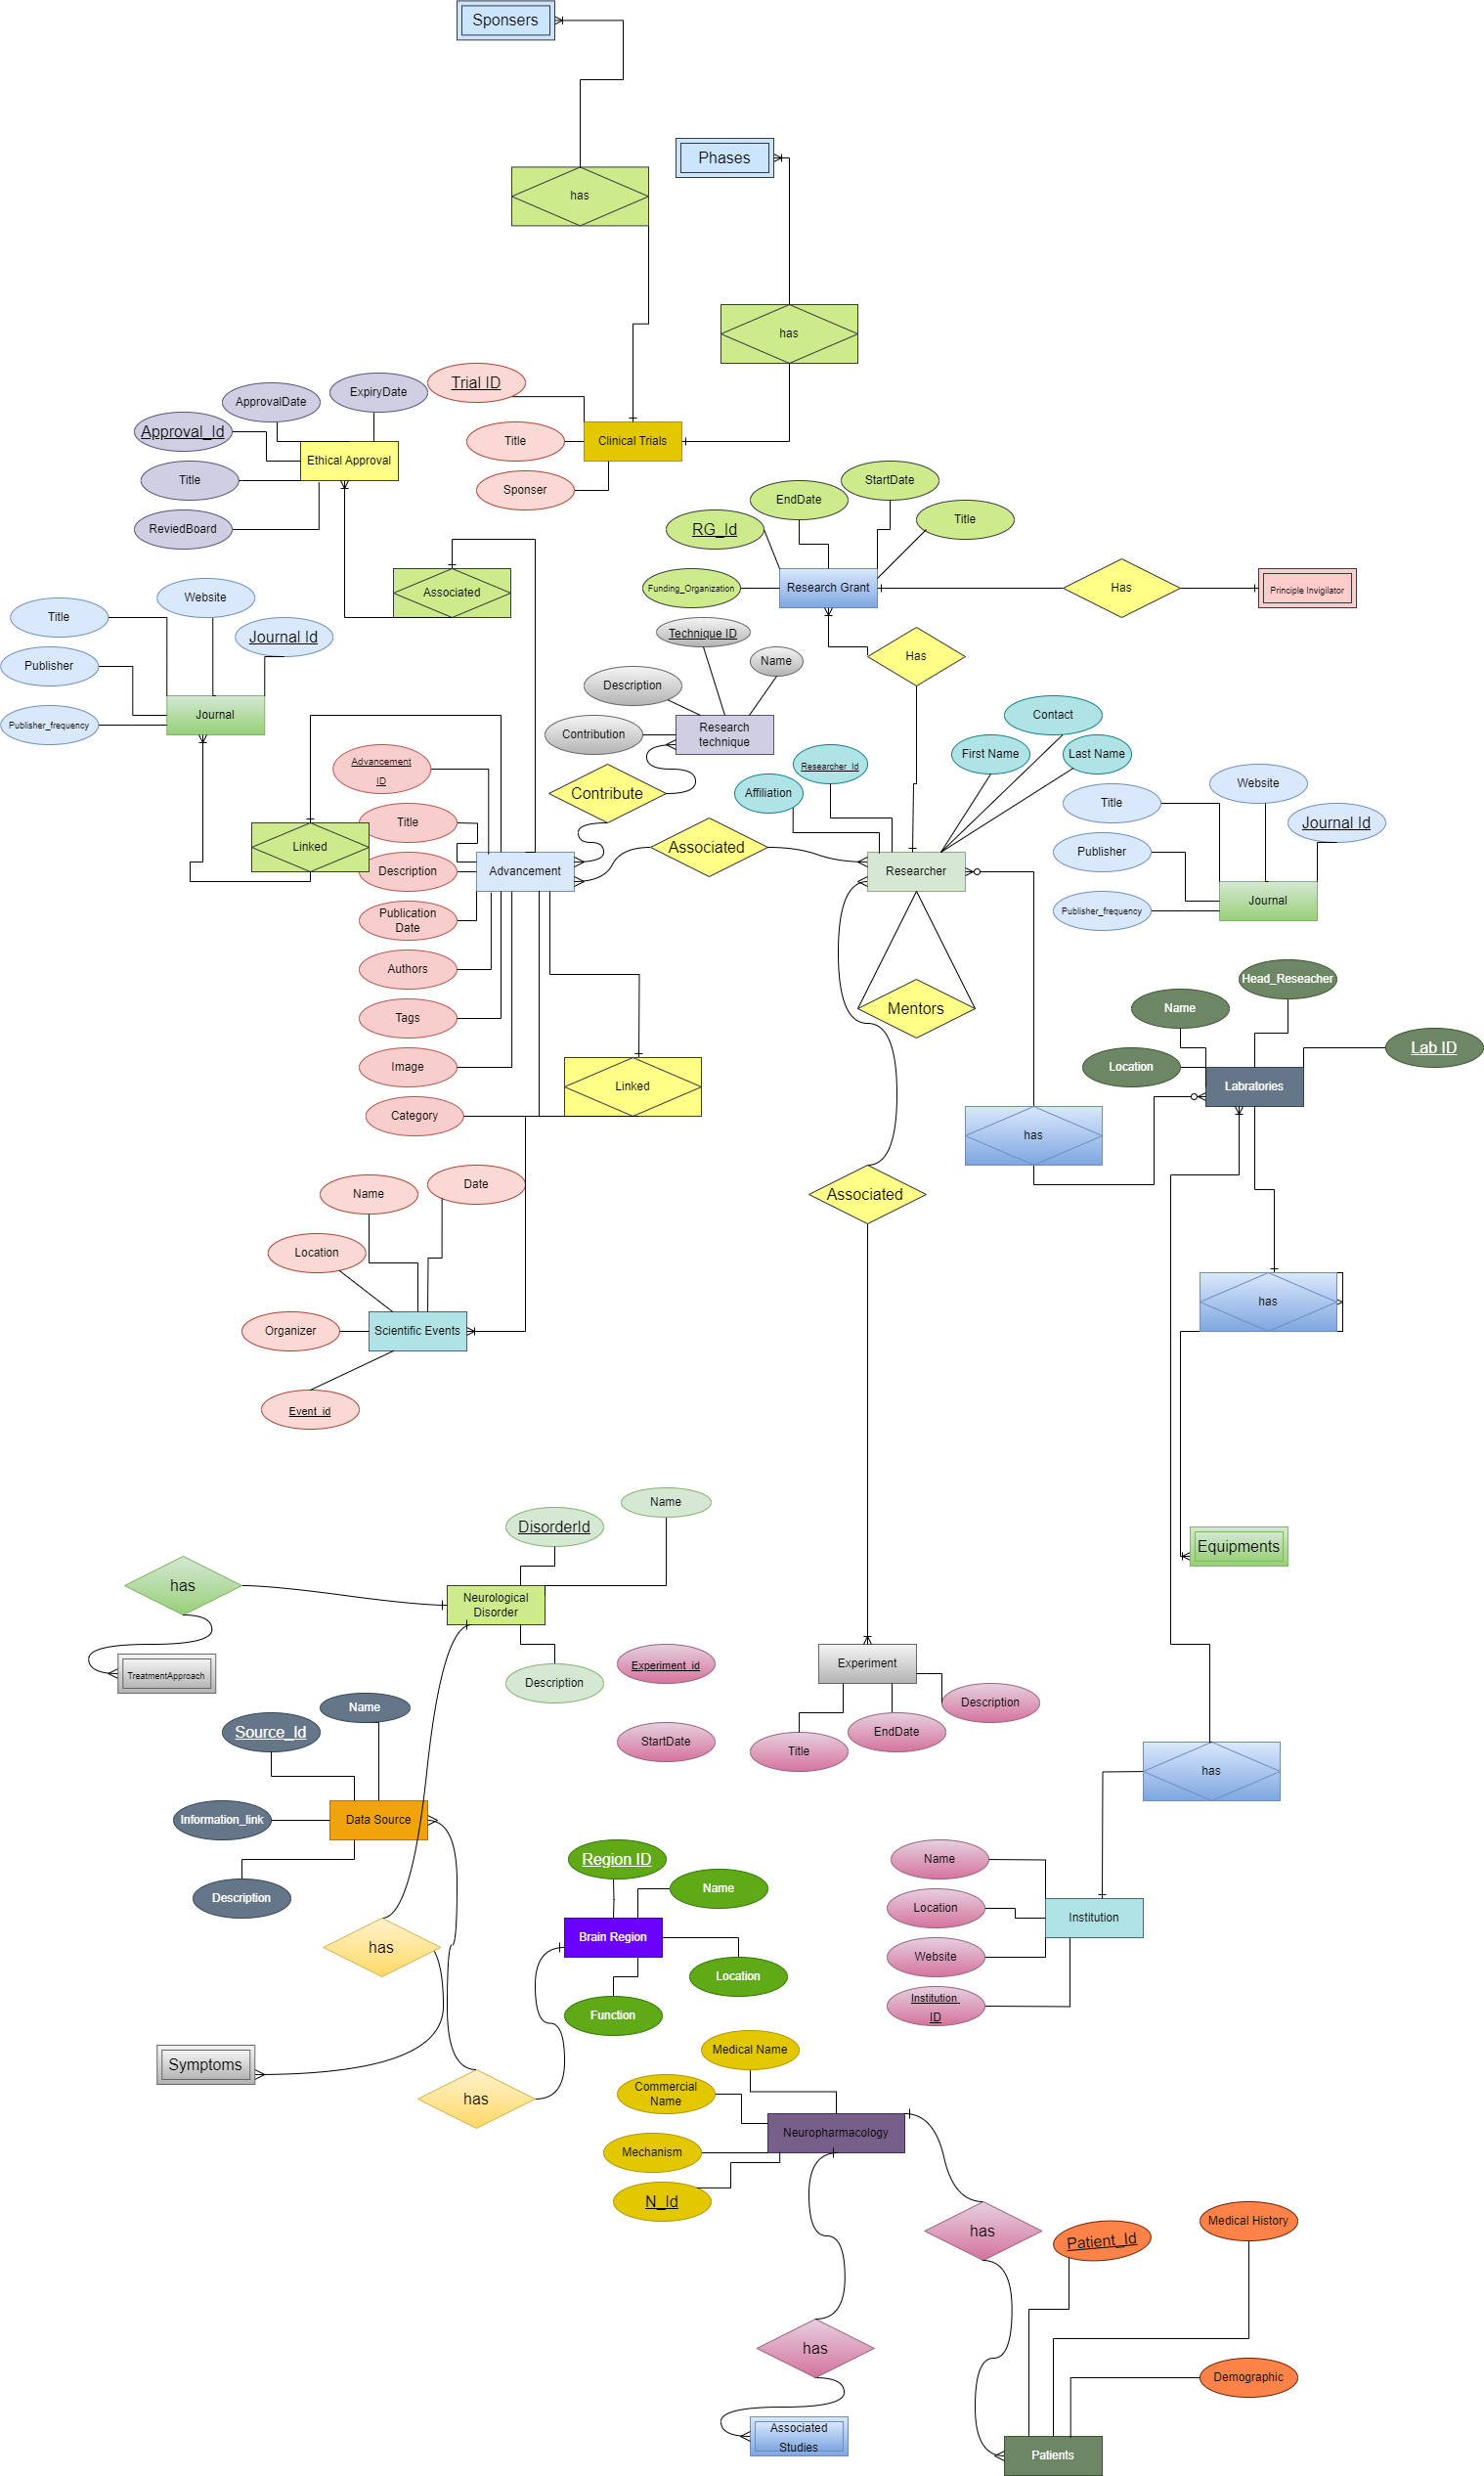 Sponsers
Phases
has
has
Trial ID
Title
Clinical Trials
Sponser
ExpiryDate
ApprovalDate
Approval_Id
Ethical Approval
Title
ReviedBoard
StartDate
EndDate
Title
RG_Id
Funding_Organization
Research Grant
Has
Principle Invigilator
Associated
Website
Title
Journal Id
Publisher
Publisher_frequency
Journal
Technique ID
Name
Description
Contribution
Research
technique
Has
Contact
First Name
Last Name
Researcher_Id
Affiliation
Contribute
Associated
Researcher
Advancement
ID
Title
Linked
Description
Advancement
Publication
Date
Authors
Tags
Image
Category
Website
Title
Journal Id
Publisher
Publisher_frequency
Journal
Mentors
Head_Reseacher
Name
Lab ID
Location
Labratories
Linked
has
Date
Name
Associated
Location
Organizer
Scientific Events
Event_id
has
Name
DisorderId
Equipments
has
Neurological
Disorder
TreatmentApproach
Description
Experiment_id
Experiment
Description
StartDate
EndDate
Title
Name
Source_Id
has
Information_link
Data Source
Description
Region ID
Name
Name
Location
Institution
Website
Institution
ID
has
Brain Region
Location
Function
Symptoms
has
Medical Name
Commercial
Name
Neuropharmacology
Mechanism
N_Id
has
Patient_Id
Medical History
has
Demographic
Associated
Studies
Patients